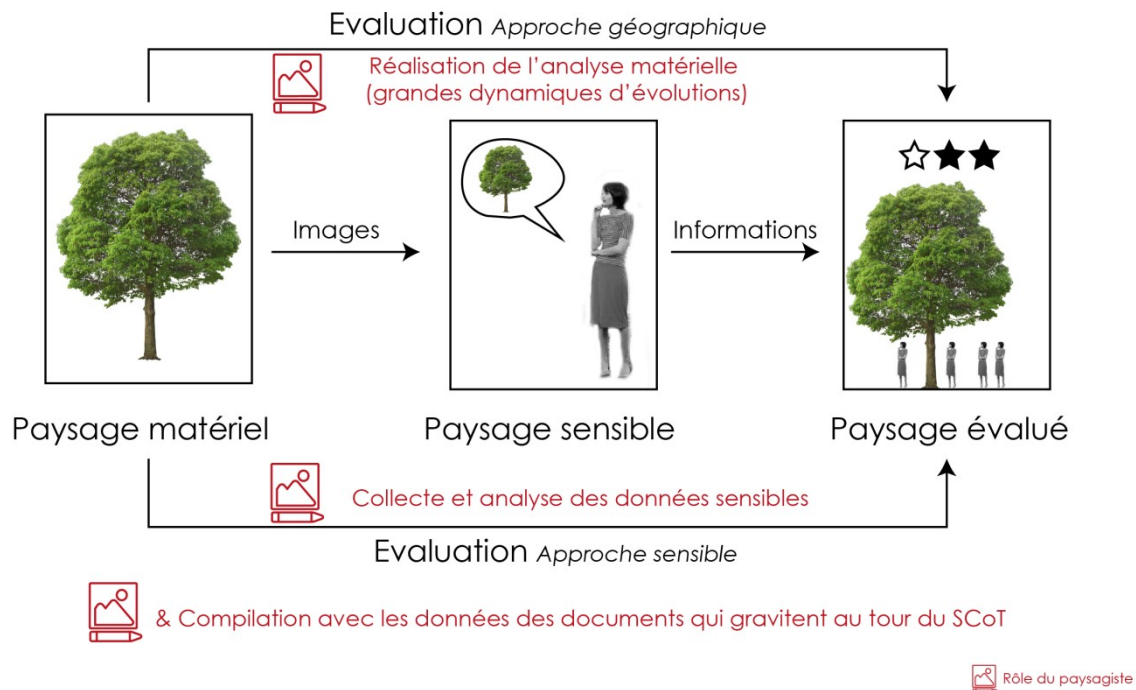 Evaluation Approche géographique
Réalisation de l'analyse matérielle
(grandes dynamiques d'évolutions)
Images
Informations
Paysage matériel
Paysage sensible
Paysage évalué
Collecte et analyse des données sensibles
Evaluation Approche sensible
& Compilation avec les données des documents qui gravitent au tour du SCoT
Rôle du paysagiste